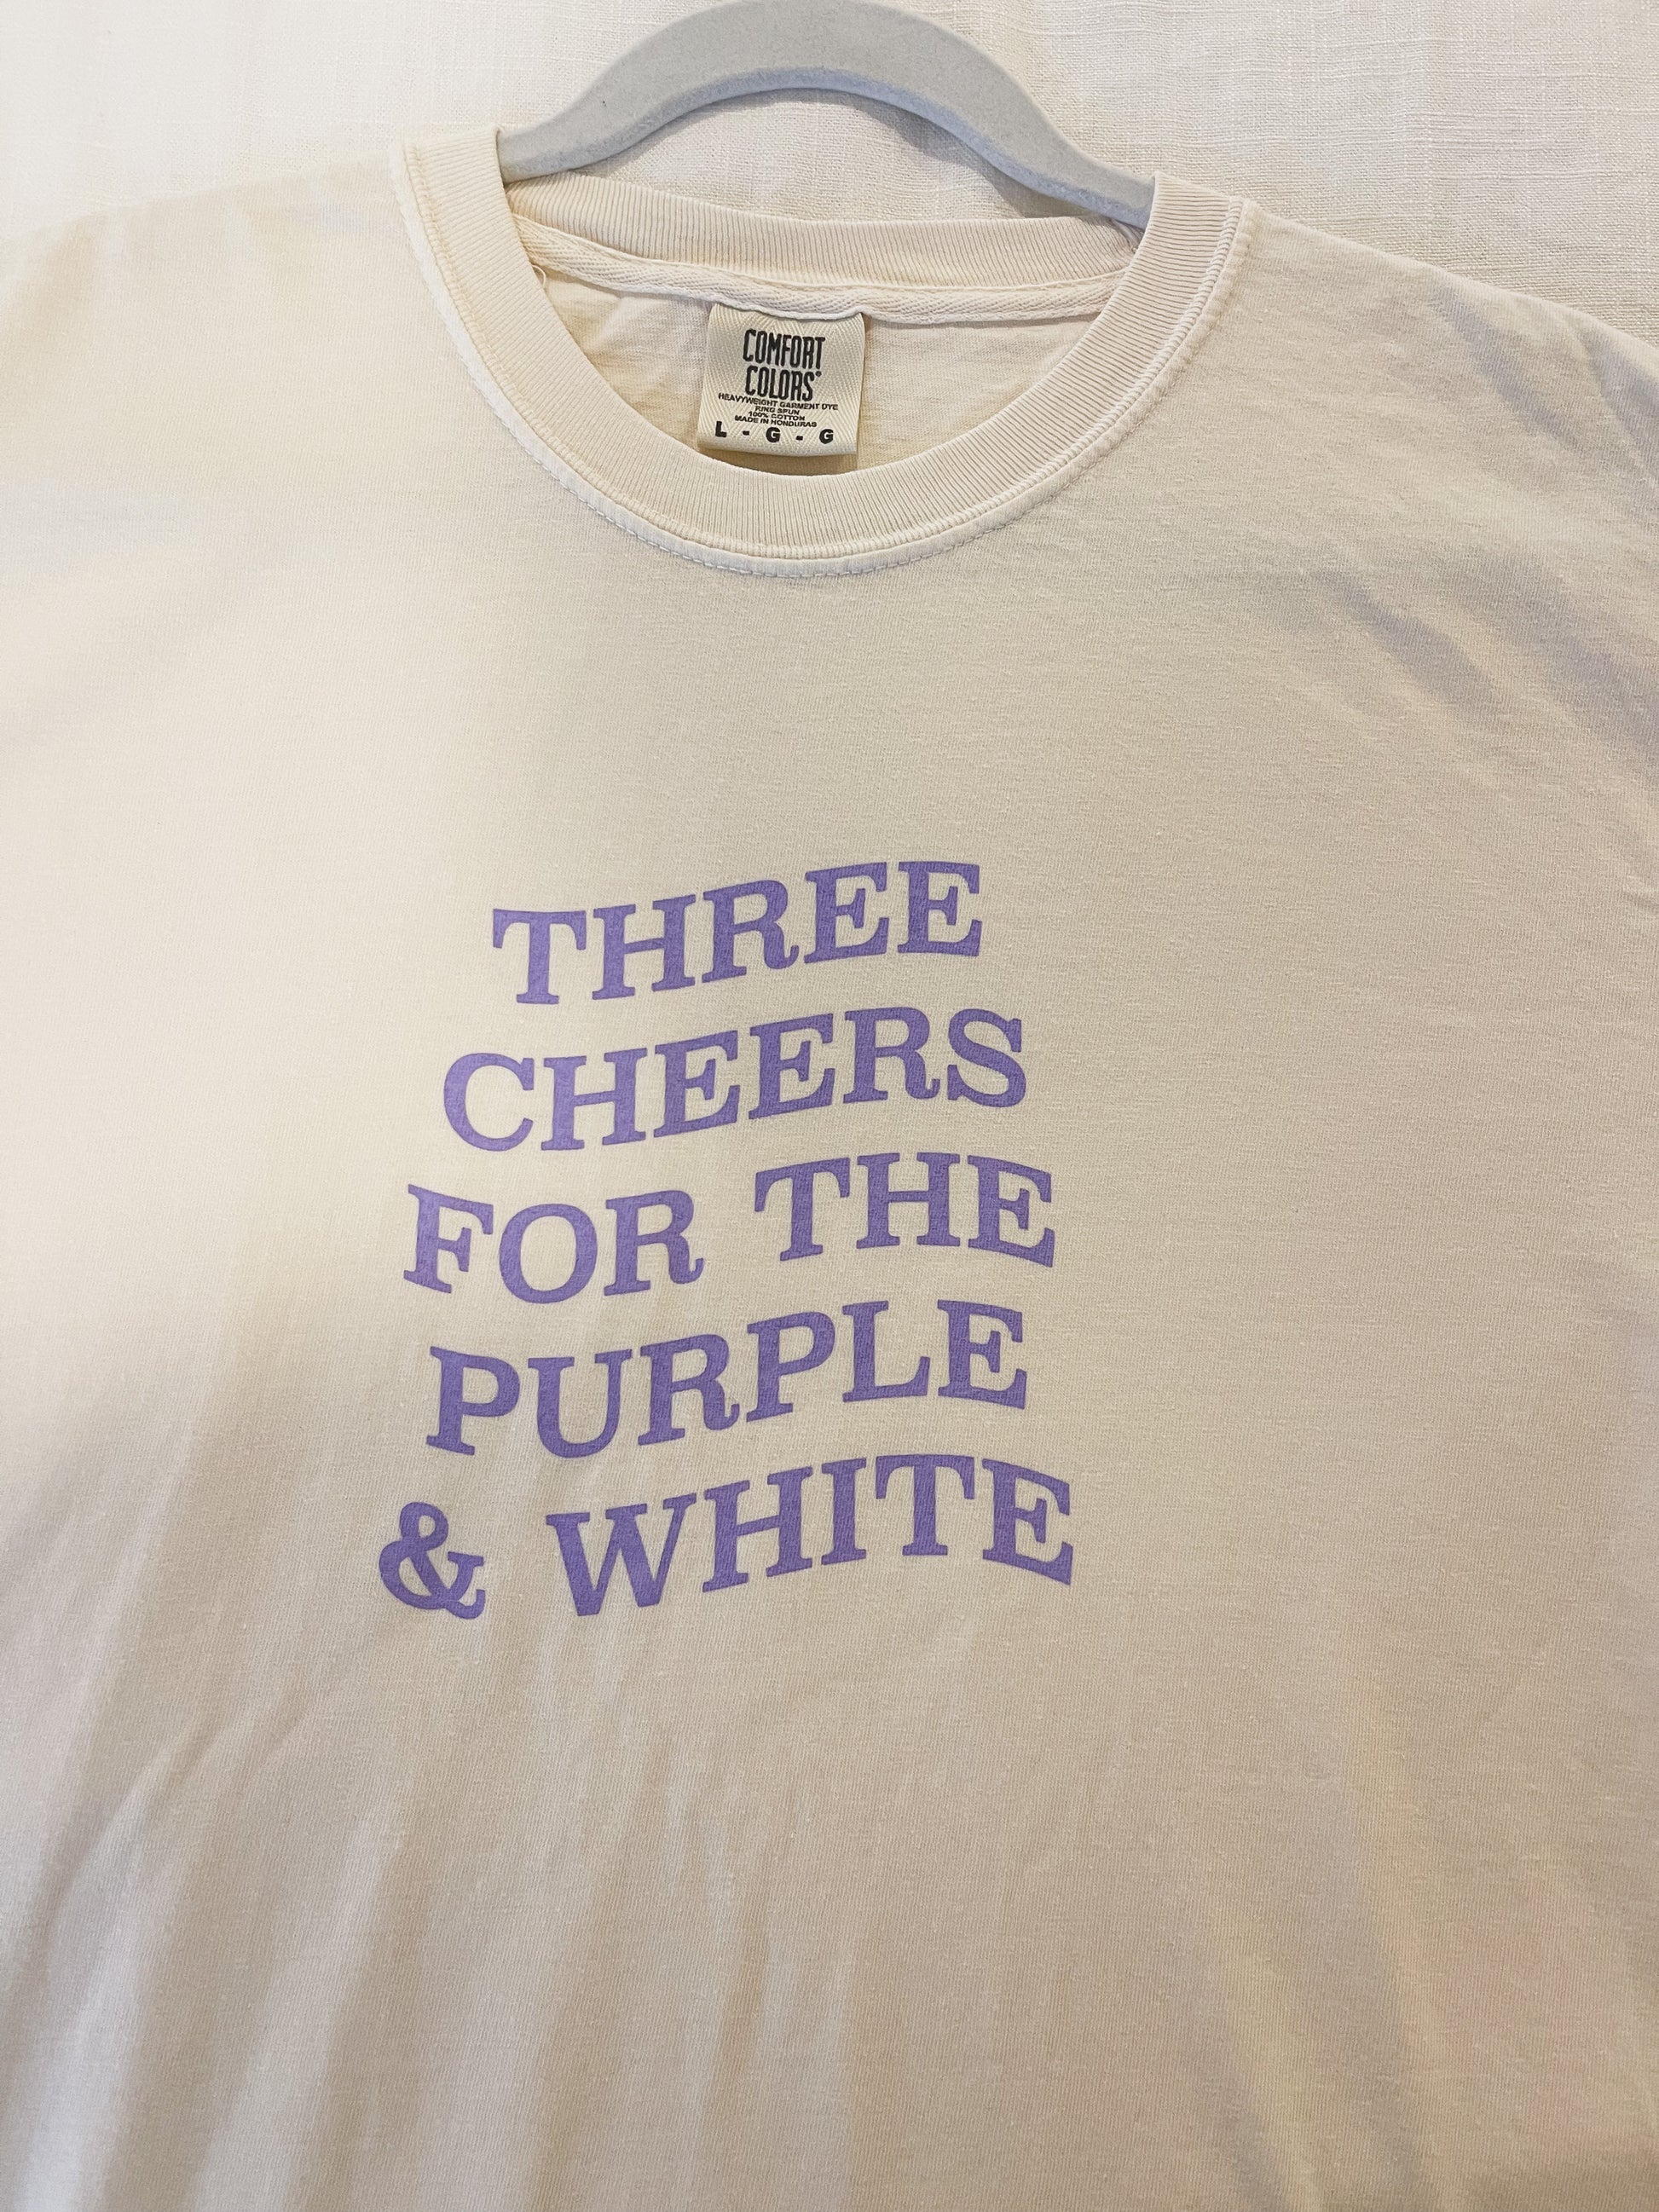 COMFORT
COLORS®
HEAVYWEIGHT GARMENT DYE
RING SPUN
100% COTTON
MADE IN HONDURAS
L - G - G
THREE
CHEERS
FOR THE
PURPLE
& WHITE